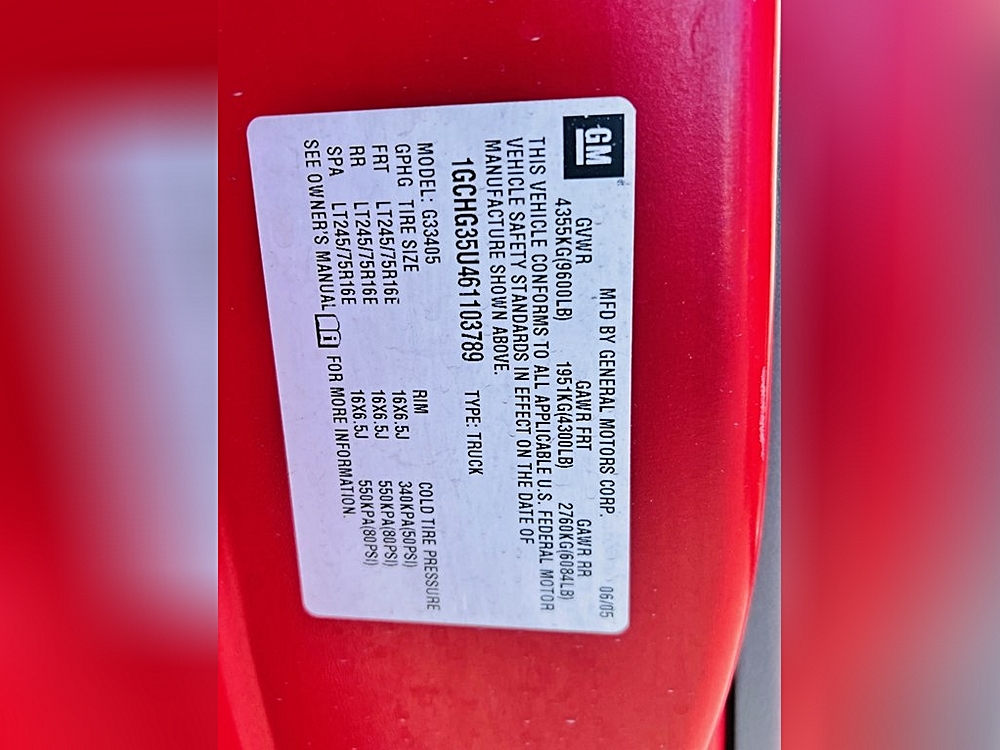 GM
MFD BY GENERAL MOTORS CORP. 06/05
GVWR GAWR FRT GAWR RR
4355KG(9600LB) 1951KG(4300LB) 2760KG(6084LB)
THIS VEHICLE CONFORMS TO ALL APPLICABLE U.S. FEDERAL MOTOR
VEHICLE SAFETY STANDARDS IN EFFECT ON THE DATE OF
MANUFACTURE SHOWN ABOVE.
1GCHG35U461103789 TYPE: TRUCK
MODEL: G33405
GPHG TIRE SIZE RIM COLD TIRE PRESSURE
FRT LT245/75R16E 16X6.5J 340KPA(50PSI)
RR LT245/75R16E 16X6.5J 550KPA(80PSI)
SPA LT245/75R16E 16X6.5J 550KPA(80PSI)
SEE OWNER'S MANUAL FOR MORE INFORMATION.